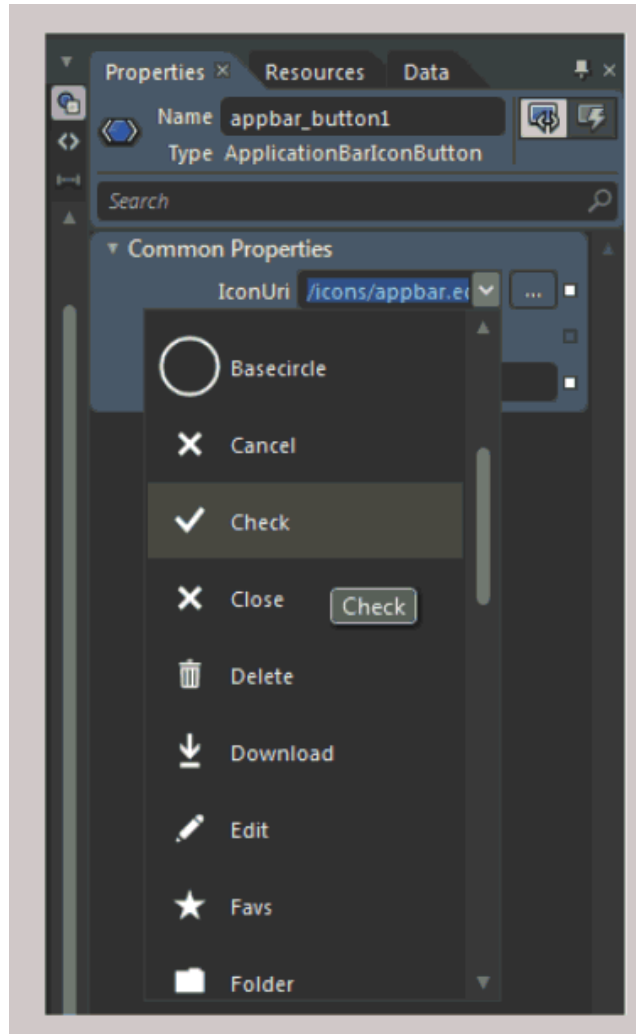 Properties Resources Data
Name appbar_button1
Type ApplicationBarIconButton
Search
Common Properties
IconUri /icons/appbar.ec ...
Basecircle
Cancel
Check
Close
Check
Delete
Download
Edit
Favs
Folder